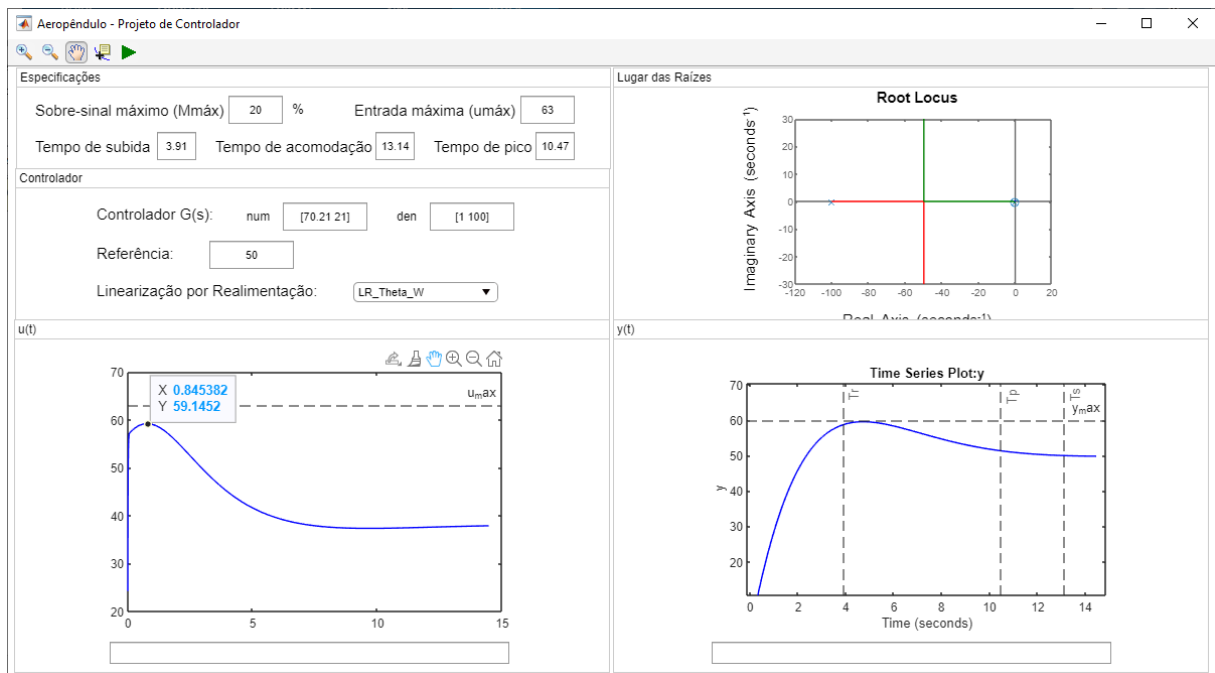 Aeropêndulo - Projeto de Controlador
Especificações
Sobre-sinal máximo (Mmáx) 20 % Entrada máxima (umáx) 63
Tempo de subida 3.91 Tempo de acomodação 13.14 Tempo de pico 10.47
Controlador
Controlador G(s): num [70.21 21] den [1 100]
Referência: 50
Linearização por Realimentação: LR_Theta_W
Lugar das Raízes
Root Locus
Imaginary Axis (seconds⁻¹)
30
20
10
0
-10
-20
-30
-120 -100 -80 -60 -40 -20 0 20
Real Axis (seconds⁻¹)
u(t)
X 0.845382
Y 59.1452
uₘax
70
60
50
40
30
20
0 5 10 15
y(t)
Time Series Plot:y
Tr
Tp
Ts
yₘax
y
70
60
50
40
30
20
0 2 4 6 8 10 12 14
Time (seconds)